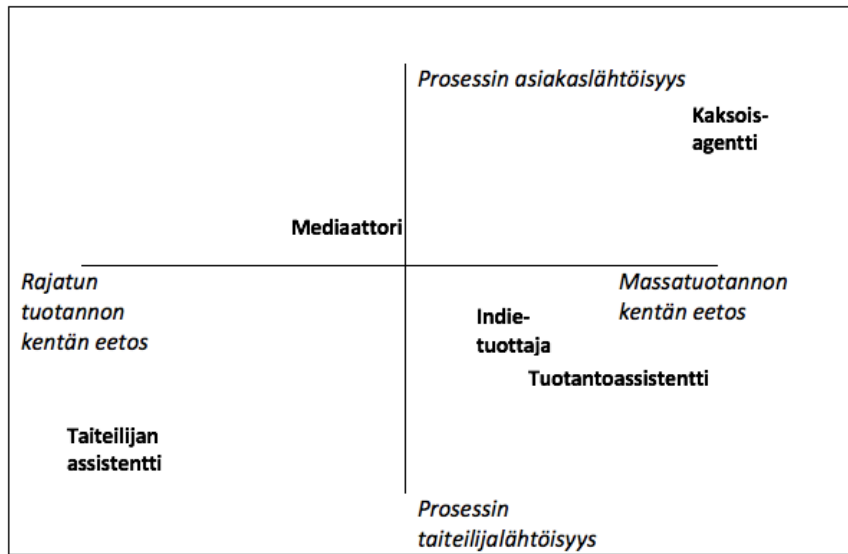 Prosessin asiakaslähtöisyys
Kaksois-
agentti
Mediaattori
Rajatun
tuotannon
kentän eetos
Massatuotannon
kentän eetos
Indie-
tuottaja
Tuotantoassistentti
Taiteilijan
assistentti
Prosessin
taiteilijalähtöisyys